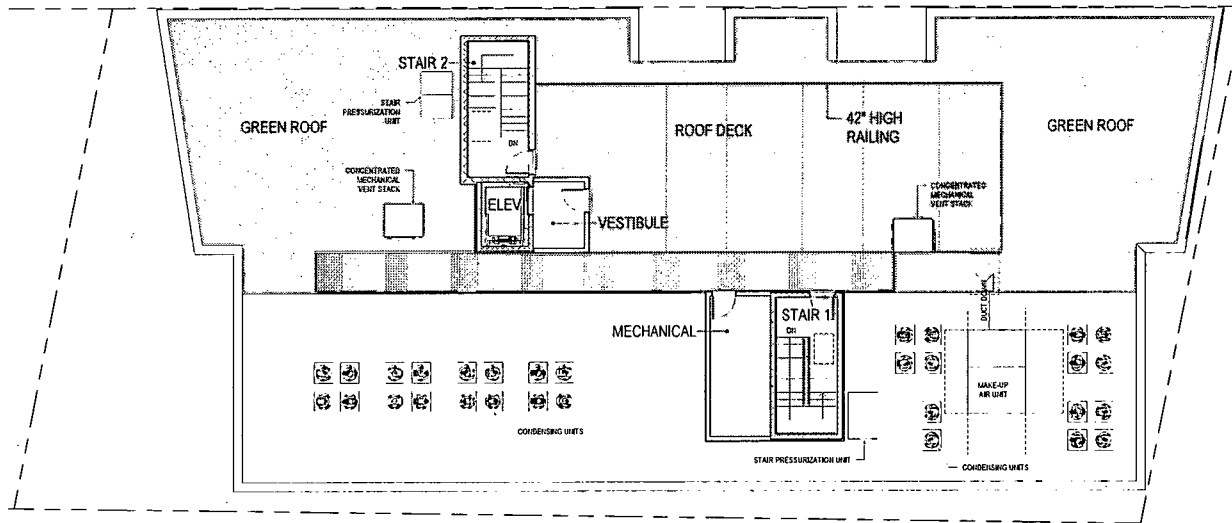 STAIR 2
STAIR
PRESSURIZATION
UNIT
GREEN ROOF
DN
ROOF DECK
42" HIGH
RAILING
GREEN ROOF
CONCENTRATED
MECHANICAL
VENT STACK
ELEV
VESTIBULE
CONCENTRATED
MECHANICAL
VENT STACK
MECHANICAL
STAIR 1
DN
DUCT DOWN
MAKE-UP
AIR UNIT
CONDENSING UNITS
STAIR PRESSURIZATION UNIT
CONDENSING UNITS